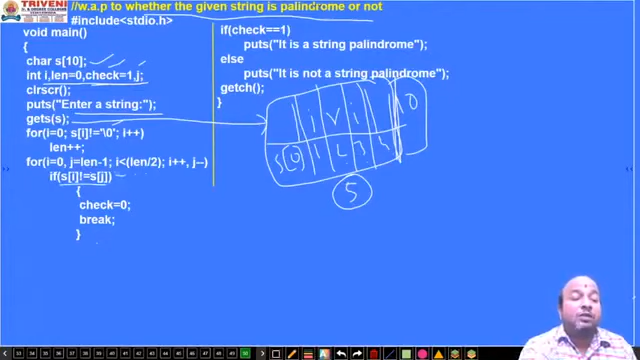 TRIVENI
//w.a.p to whether the given string is palindrome or not
#include<stdio.h>
void main()
{
char s[10];
int i,len=0,check=1,j;
clrscr();
puts("Enter a string:");
gets(s);
for(i=0; s[i]!='\0'; i++)
len++;
for(i=0, j=len-1; i<(len/2); i++, j--)
if(s[i]!=s[j])
{
check=0;
break;
}
if(check==1)
puts("It is a string palindrome");
else
puts("It is not a string palindrome");
getch();
}
i v i \0
s[0] 1 2 3 4
5